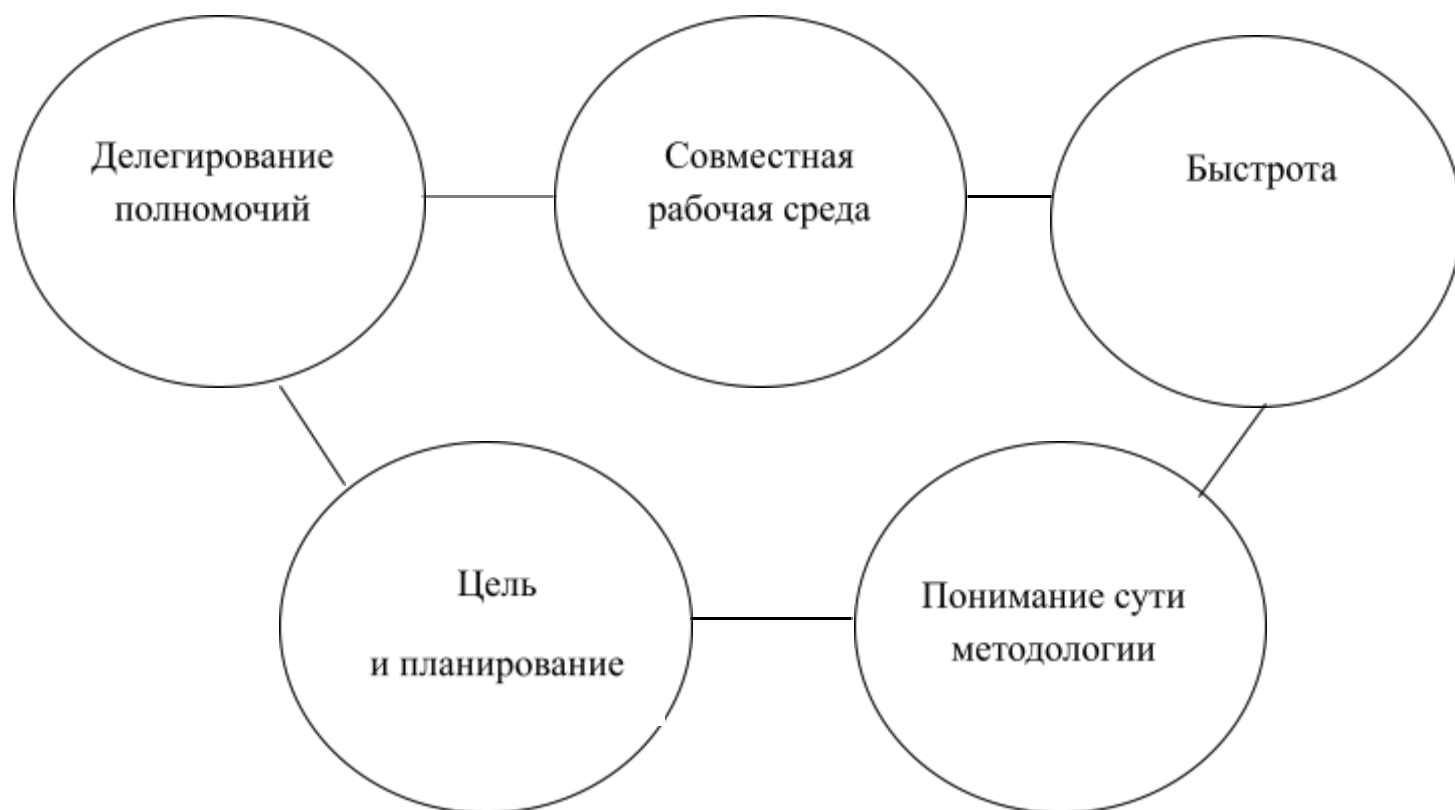 Делегирование
полномочий
Совместная
рабочая среда
Быстрота
Цель
и планирование
Понимание сути
методологии